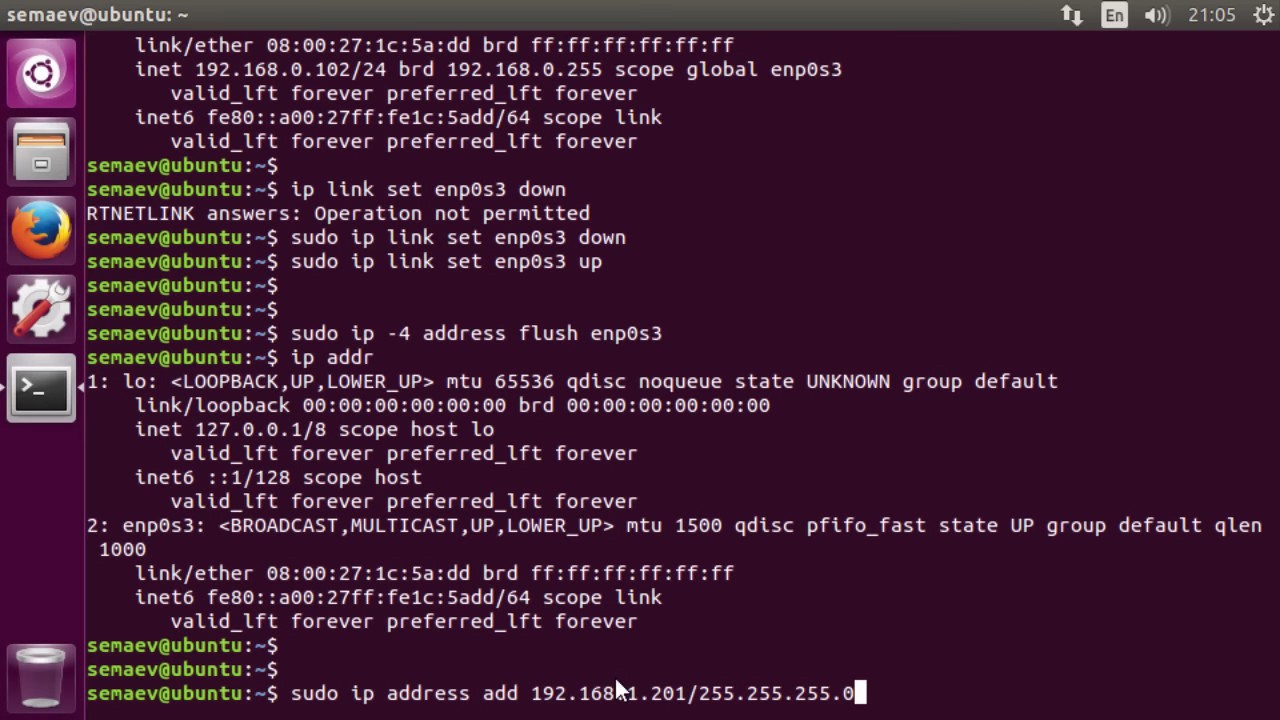 semaev@ubuntu: ~
En
21:05
link/ether 08:00:27:1c:5a:dd brd ff:ff:ff:ff:ff:ff
inet 192.168.0.102/24 brd 192.168.0.255 scope global enp0s3
valid_lft forever preferred_lft forever
inet6 fe80::a00:27ff:fe1c:5add/64 scope link
valid_lft forever preferred_lft forever
semaev@ubuntu:~$
semaev@ubuntu:~$ ip link set enp0s3 down
RTNETLINK answers: Operation not permitted
semaev@ubuntu:~$ sudo ip link set enp0s3 down
semaev@ubuntu:~$ sudo ip link set enp0s3 up
semaev@ubuntu:~$
semaev@ubuntu:~$
semaev@ubuntu:~$ sudo ip -4 address flush enp0s3
semaev@ubuntu:~$ ip addr
1: lo: <LOOPBACK,UP,LOWER_UP> mtu 65536 qdisc noqueue state UNKNOWN group default
link/loopback 00:00:00:00:00:00 brd 00:00:00:00:00:00
inet 127.0.0.1/8 scope host lo
valid_lft forever preferred_lft forever
inet6 ::1/128 scope host
valid_lft forever preferred_lft forever
2: enp0s3: <BROADCAST,MULTICAST,UP,LOWER_UP> mtu 1500 qdisc pfifo_fast state UP group default qlen
1000
link/ether 08:00:27:1c:5a:dd brd ff:ff:ff:ff:ff:ff
inet6 fe80::a00:27ff:fe1c:5add/64 scope link
valid_lft forever preferred_lft forever
semaev@ubuntu:~$
semaev@ubuntu:~$
semaev@ubuntu:~$ sudo ip address add 192.168.1.201/255.255.255.0